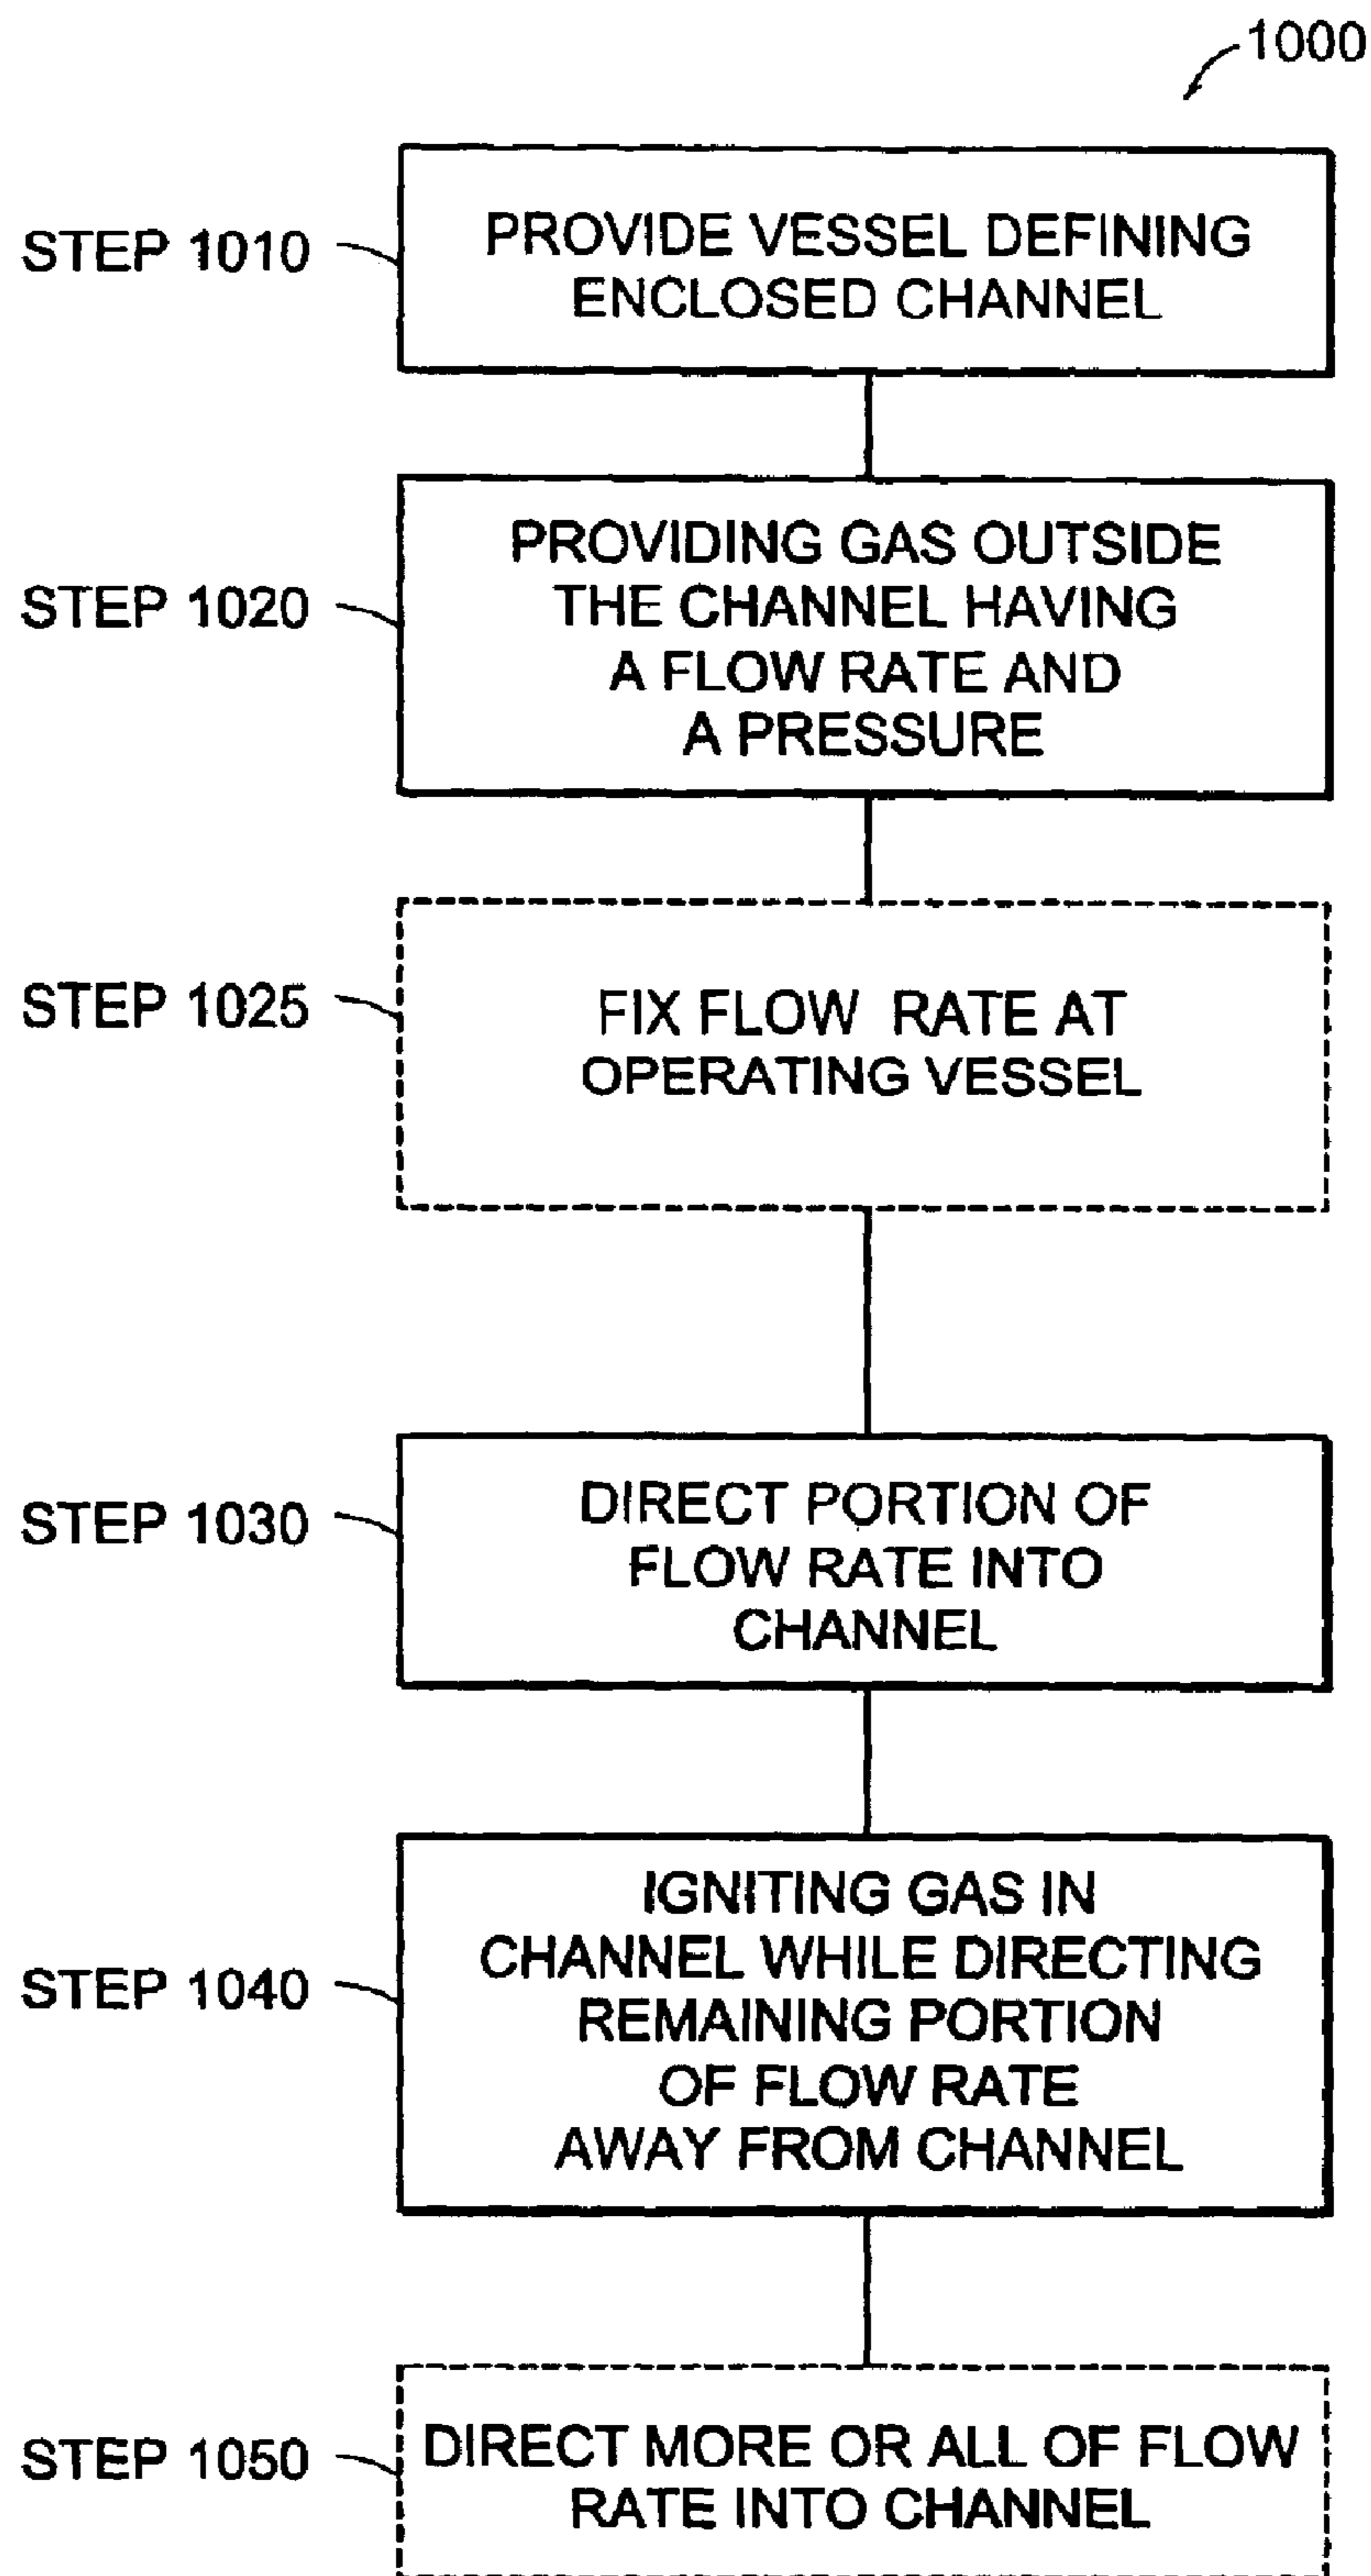 1000
STEP 1010
PROVIDE VESSEL DEFINING
ENCLOSED CHANNEL
STEP 1020
PROVIDING GAS OUTSIDE
THE CHANNEL HAVING
A FLOW RATE AND
A PRESSURE
STEP 1025
FIX FLOW RATE AT
OPERATING VESSEL
STEP 1030
DIRECT PORTION OF
FLOW RATE INTO
CHANNEL
STEP 1040
IGNITING GAS IN
CHANNEL WHILE DIRECTING
REMAINING PORTION
OF FLOW RATE
AWAY FROM CHANNEL
STEP 1050
DIRECT MORE OR ALL OF FLOW
RATE INTO CHANNEL